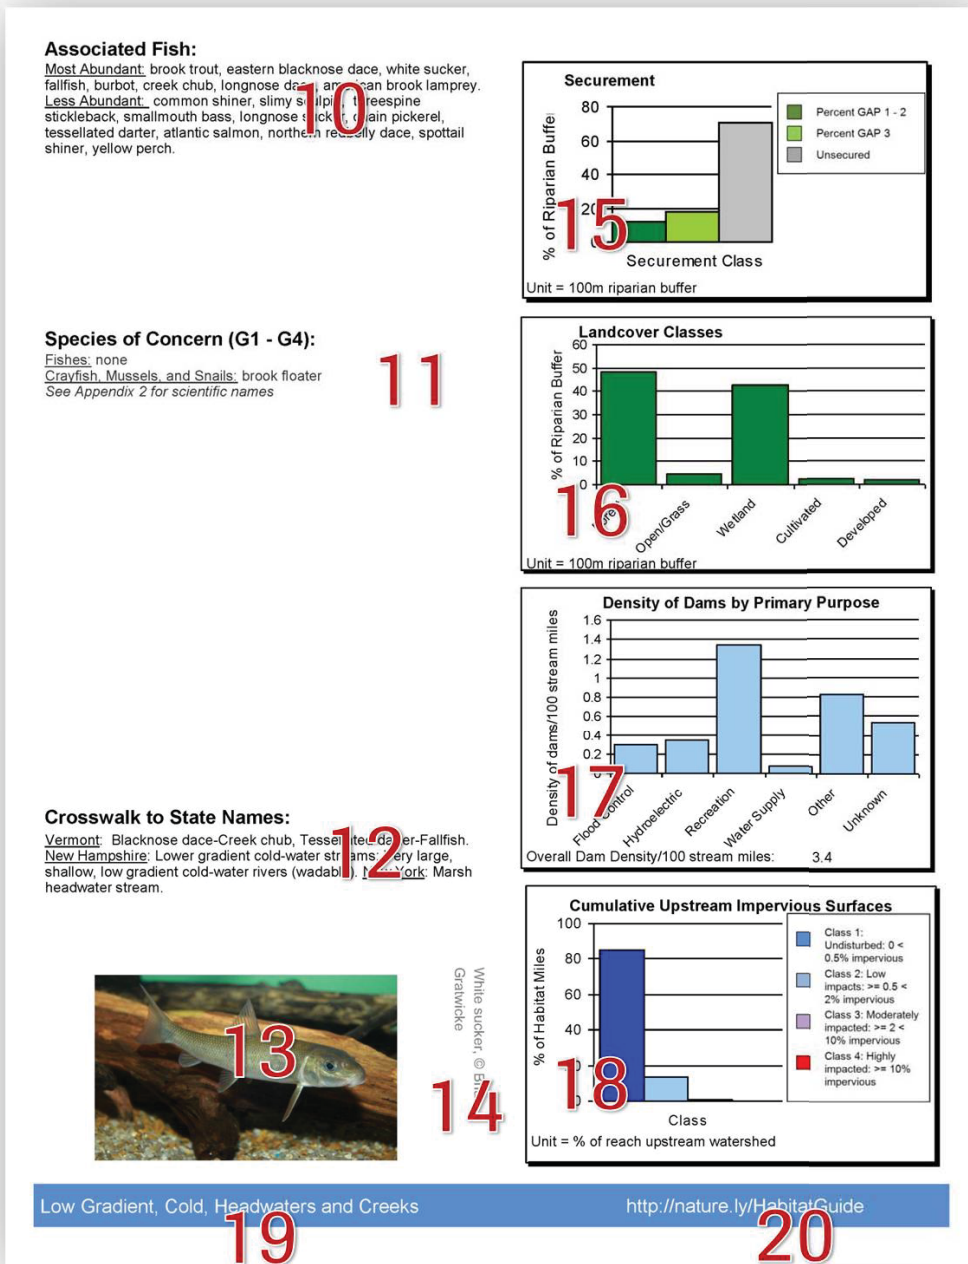 Associated Fish:
Most Abundant: brook trout, eastern blacknose dace, white sucker,
fallfish, burbot, creek chub, longnose american brook lamprey.
Less Abundant: common shiner, slimy
stickleback, smallmouth bass, longnose pickerel,
tessellated darter, atlantic salmon, northern dace, spottail
shiner, yellow perch.
10
Species of Concern (G1 - G4):
Fishes: none
Crayfish, Mussels, and Snails: brook floater
See Appendix 2 for scientific names
11
Crosswalk to State Names:
Vermont: Blacknose dace-Creek chub,
New Hampshire: Lower gradient cold-water very large,
shallow, low gradient cold-water rivers York: Marsh
headwater stream.
12
13
White sucker, ©
Gratwicke
14
Securement
80
60
40
20
% of Riparian Buffe
Percent GAP 1 - 2
Percent GAP 3
Unsecured
Securement Class
Unit = 100m riparian buffer
15
Landcover Classes
60
50
40
30
20
10
0
% of Riparian Buffer
Open/Grass
Wetland
Cultivated
Developed
Unit = 100m riparian buffer
16
Density of Dams by Primary Purpose
1.6
1.4
1.2
1
0.8
0.6
0.4
0.2
0
Density of dams/100 stream miles
Flood Control
Hydroelectric
Recreation
Water Supply
Other
Unknown
Overall Dam Density/100 stream miles: 3.4
17
Cumulative Upstream Impervious Surfaces
100
80
60
40
% of Habitat Miles
Class 1:
Undisturbed: 0 <
0.5% impervious
Class 2: Low
impacts: >= 0.5 <
2% impervious
Class 3: Moderately
impacted: >= 2 <
10% impervious
Class 4: Highly
impacted: >= 10%
impervious
Class
Unit = % of reach upstream watershed
18
Low Gradient, Cold, Headwaters and Creeks
http://nature.ly/HabitatGuide
19
20